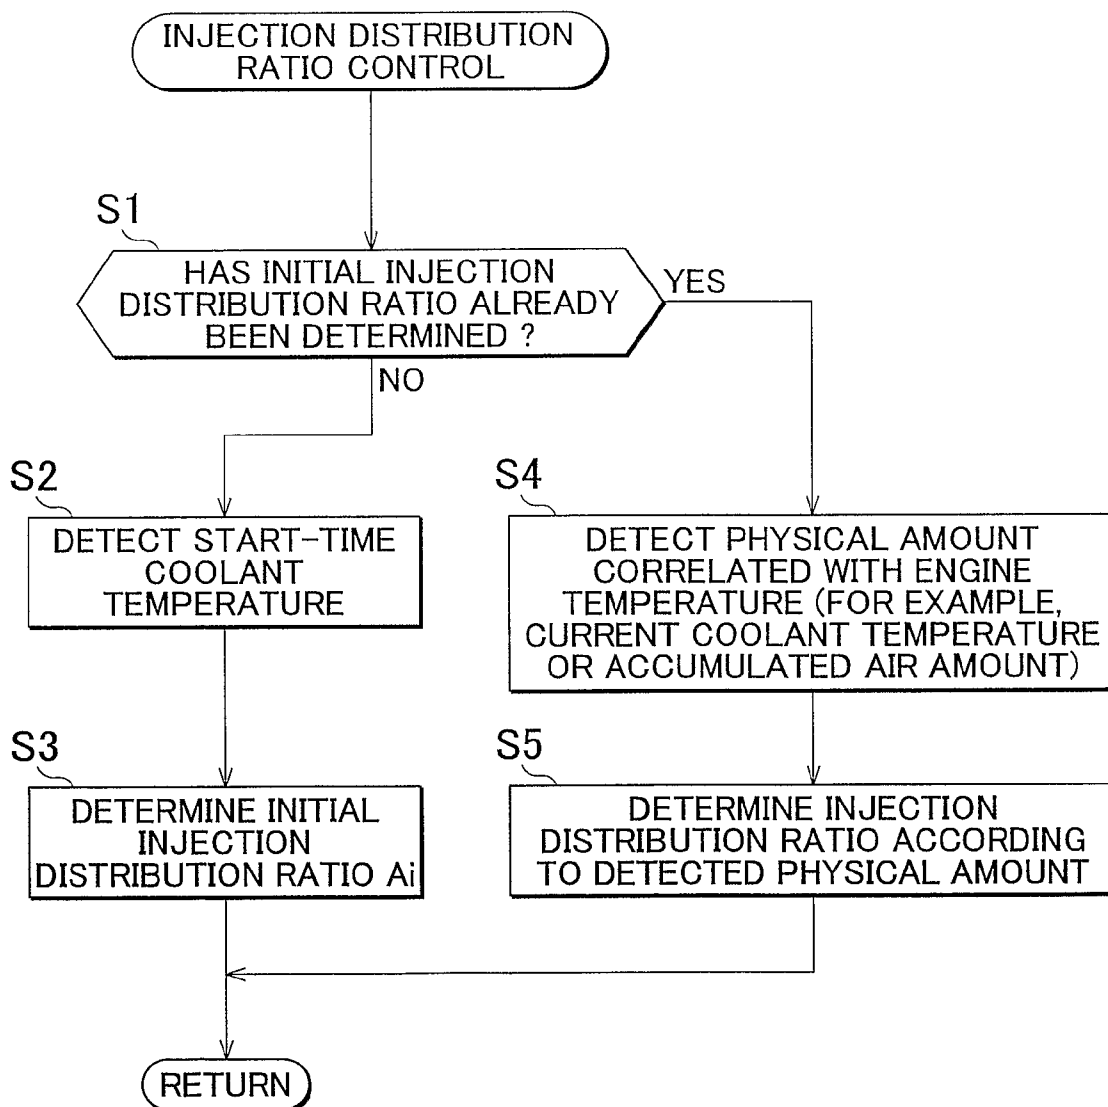 INJECTION DISTRIBUTION
RATIO CONTROL
S1
HAS INITIAL INJECTION
DISTRIBUTION RATIO ALREADY
BEEN DETERMINED ?
YES
NO
S2
DETECT START-TIME
COOLANT
TEMPERATURE
S4
DETECT PHYSICAL AMOUNT
CORRELATED WITH ENGINE
TEMPERATURE (FOR EXAMPLE,
CURRENT COOLANT TEMPERATURE
OR ACCUMULATED AIR AMOUNT)
S3
DETERMINE INITIAL
INJECTION
DISTRIBUTION RATIO Ai
S5
DETERMINE INJECTION
DISTRIBUTION RATIO ACCORDING
TO DETECTED PHYSICAL AMOUNT
RETURN